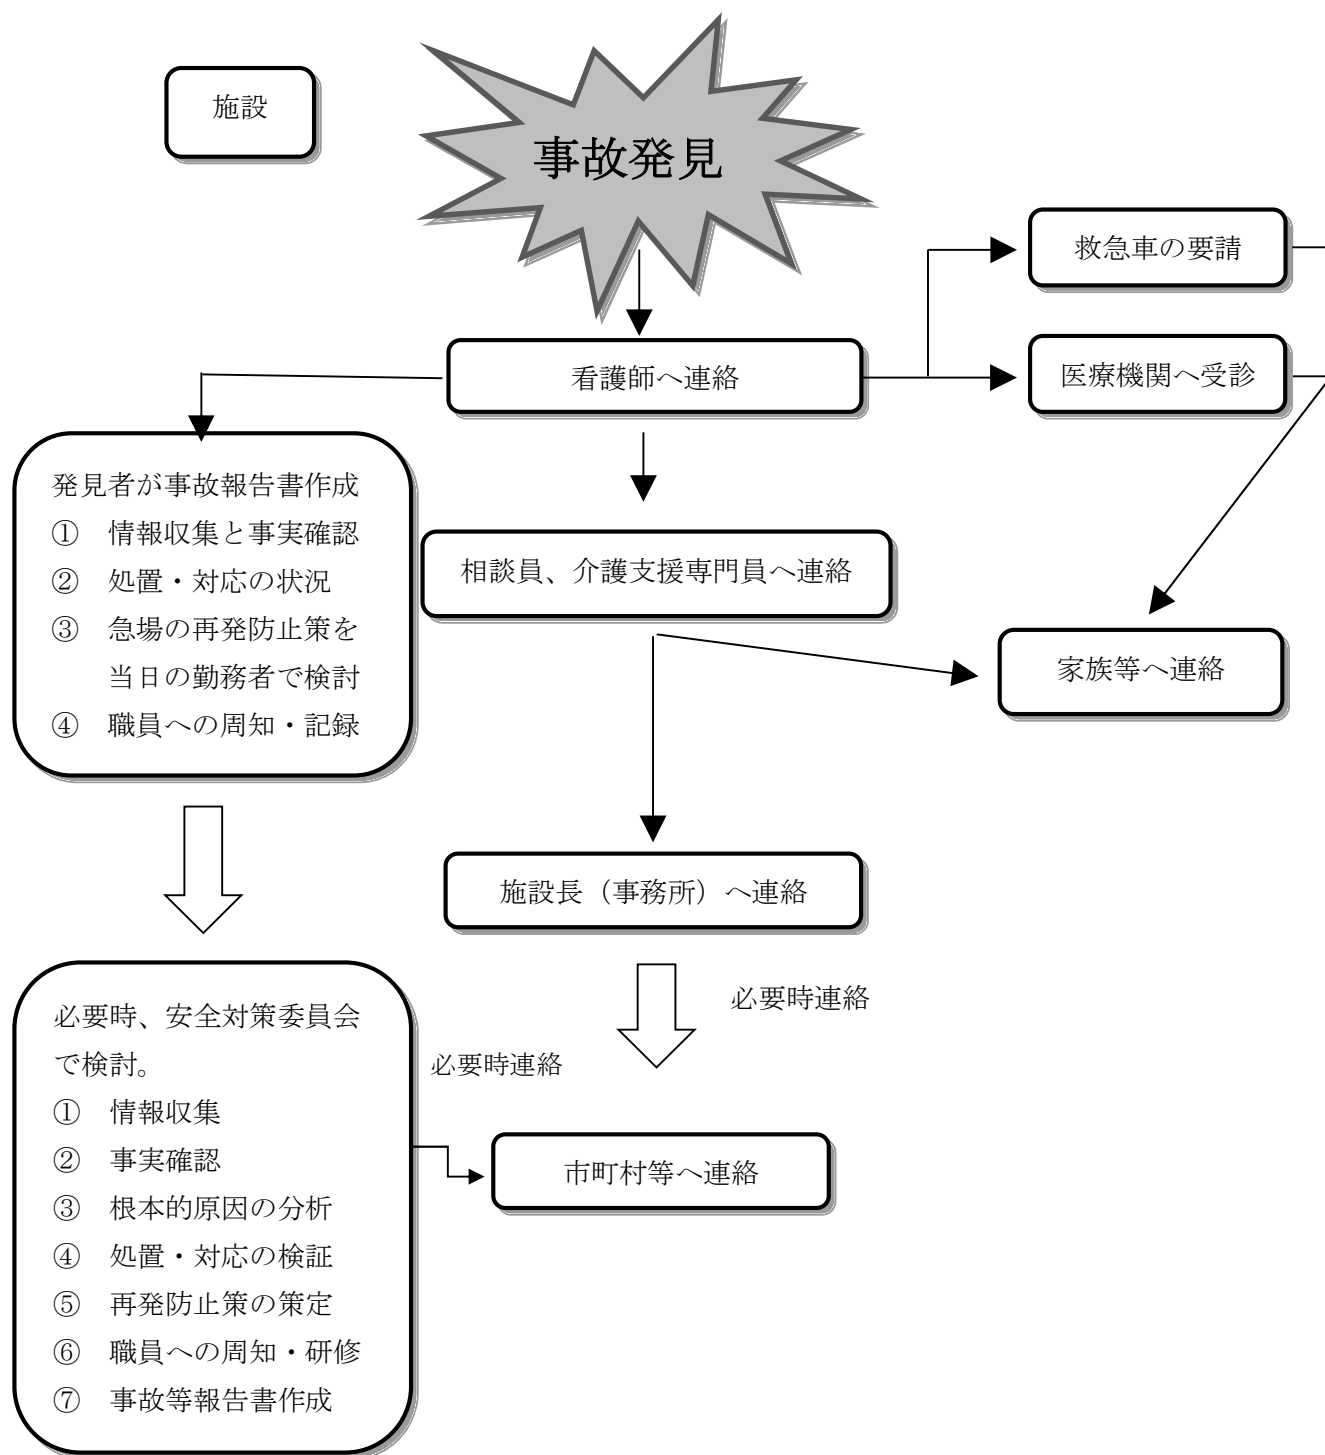 施設
事故発見
救急車の要請
看護師へ連絡
医療機関へ受診
発見者が事故報告書作成
① 情報収集と事実確認
② 処置・対応の状況
③ 急場の再発防止策を
当日の勤務者で検討
④ 職員への周知・記録
相談員、介護支援専門員へ連絡
家族等へ連絡
施設長（事務所）へ連絡
必要時連絡
必要時、安全対策委員会
で検討。
① 情報収集
② 事実確認
③ 根本的原因の分析
④ 処置・対応の検証
⑤ 再発防止策の策定
⑥ 職員への周知・研修
⑦ 事故等報告書作成
必要時連絡
市町村等へ連絡